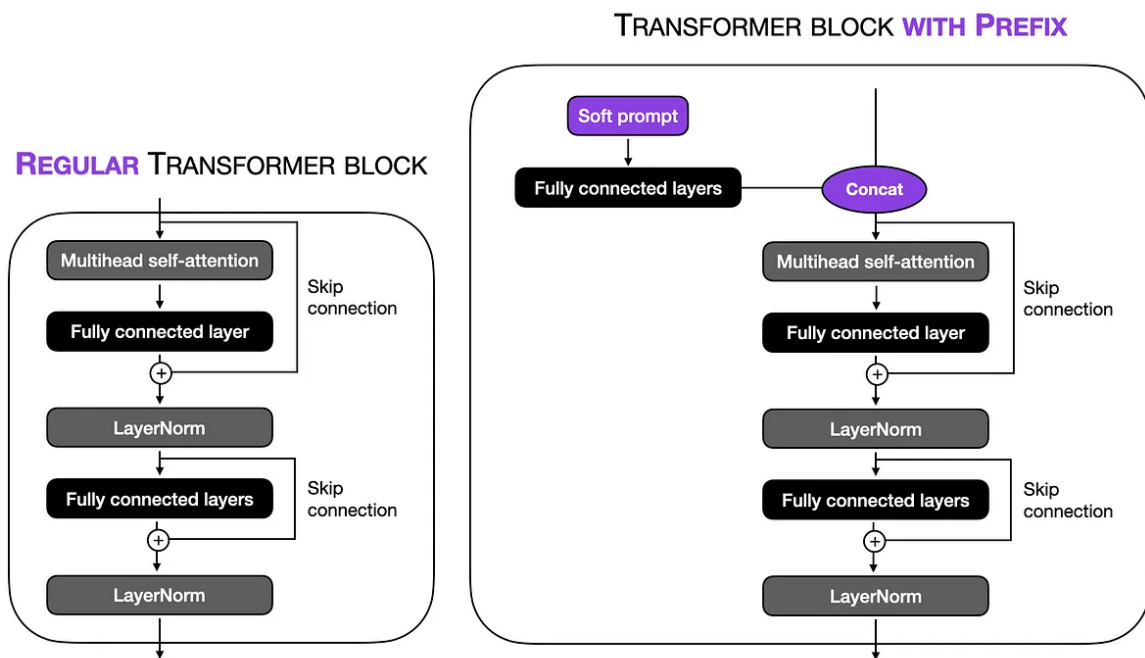 REGULAR TRANSFORMER BLOCK
Multihead self-attention
Skip
connection
Fully connected layer
+
LayerNorm
Fully connected layers
Skip
connection
+
LayerNorm
TRANSFORMER BLOCK WITH PREFIX
Soft prompt
Fully connected layers
Concat
Multihead self-attention
Skip
connection
Fully connected layer
+
LayerNorm
Fully connected layers
Skip
connection
+
LayerNorm